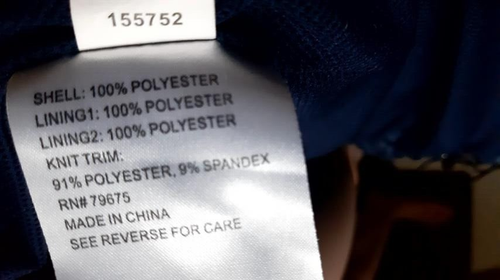 155752
SHELL: 100% POLYESTER
LINING1: 100% POLYESTER
LINING2: 100% POLYESTER
KNIT TRIM:
91% POLYESTER, 9% SPANDEX
RN# 79675
MADE IN CHINA
SEE REVERSE FOR CARE